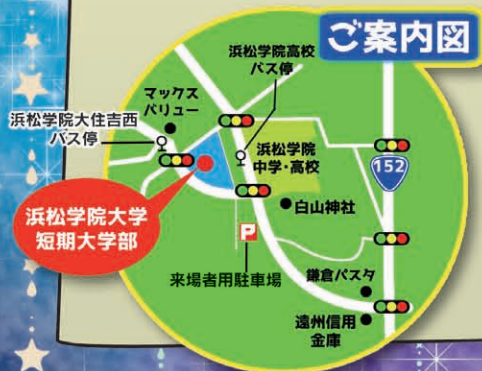 ご案内図
浜松学院高校
バス停
マックス
バリュー
浜松学院大住吉西
バス停
浜松学院
中学・高校
152
浜松学院大学
短期大学部
白山神社
P
来場者用駐車場
鎌倉パスタ
遠州信用
金庫